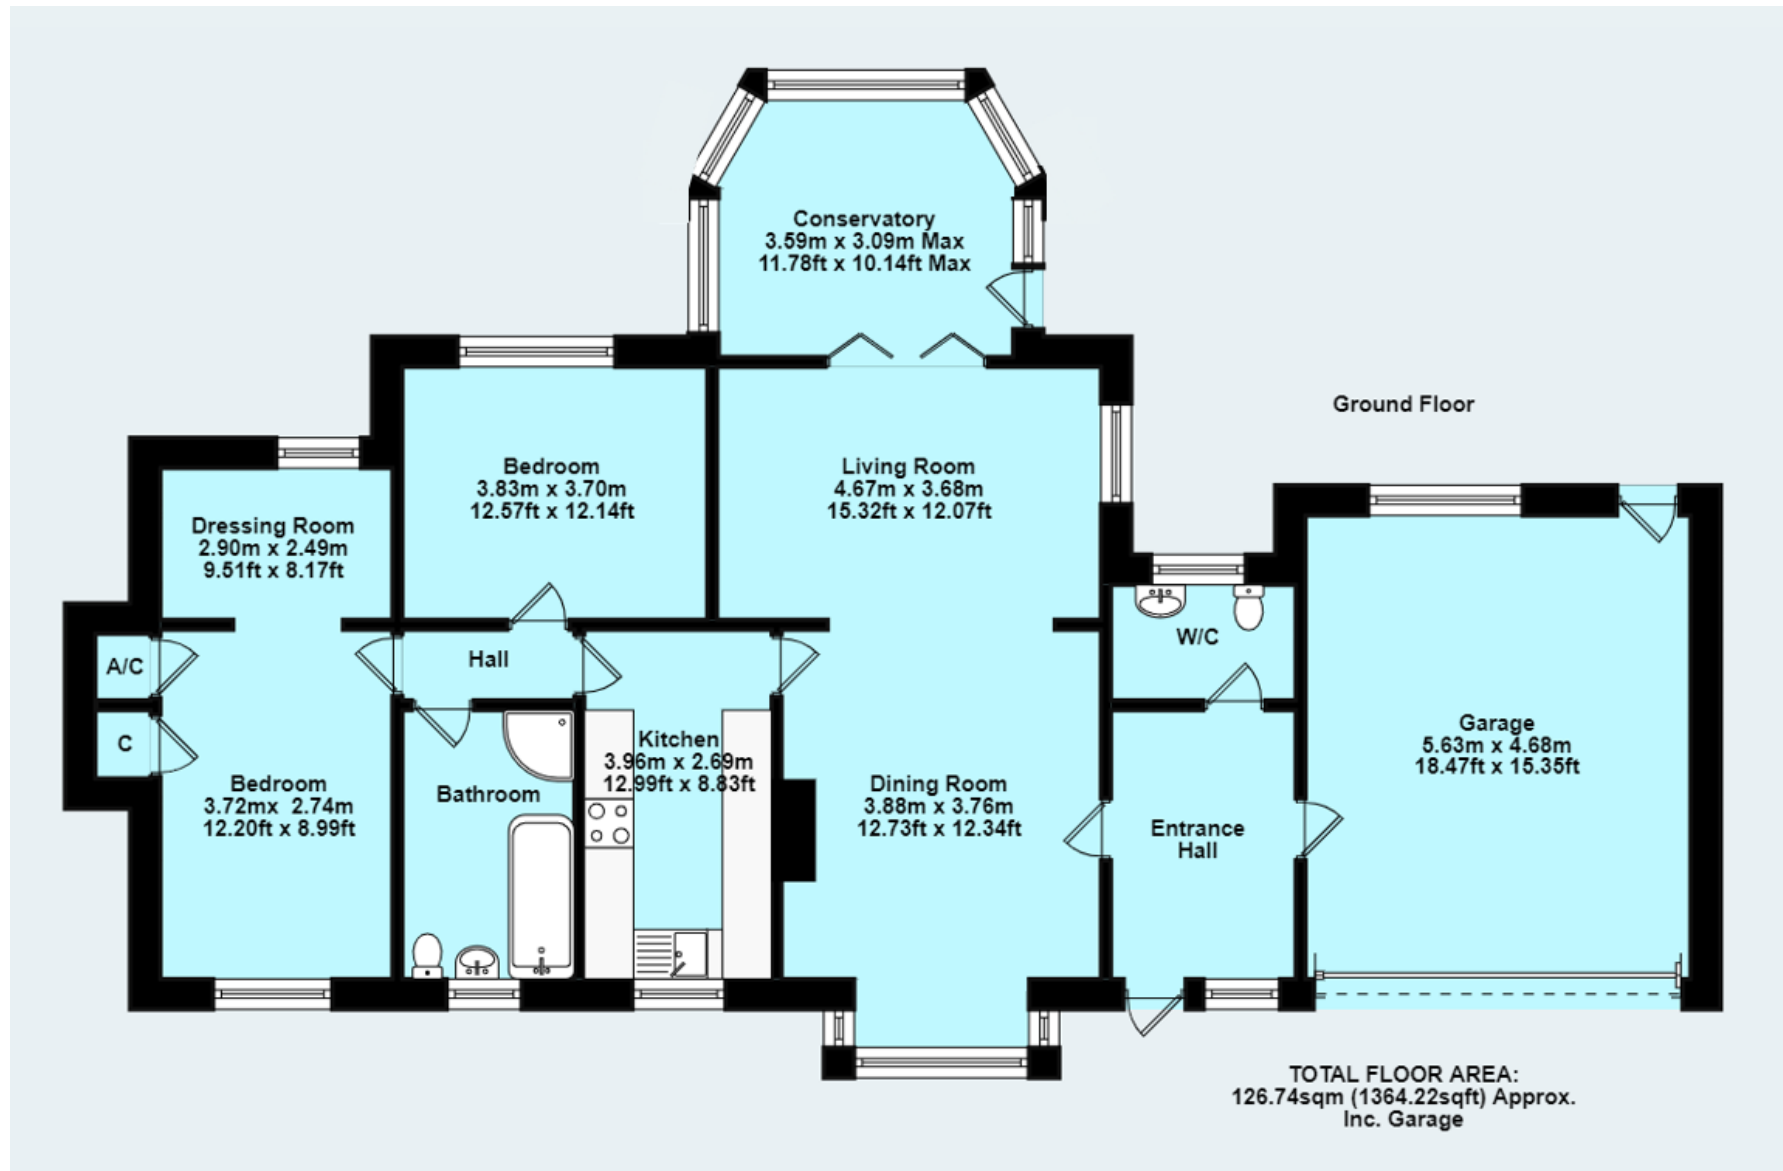 Conservatory
3.59m x 3.09m Max
11.78ft x 10.14ft Max
Ground Floor
Bedroom
3.83m x 3.70m
12.57ft x 12.14ft
Living Room
4.67m x 3.68m
15.32ft x 12.07ft
Dressing Room
2.90m x 2.49m
9.51ft x 8.17ft
W/C
Hall
A/C
C
Kitchen
3.96m x 2.69m
12.99ft x 8.83ft
Garage
5.63m x 4.68m
18.47ft x 15.35ft
Bedroom
3.72mx 2.74m
12.20ft x 8.99ft
Bathroom
Dining Room
3.88m x 3.76m
12.73ft x 12.34ft
Entrance
Hall
TOTAL FLOOR AREA:
126.74sqm (1364.22sqft) Approx.
Inc. Garage